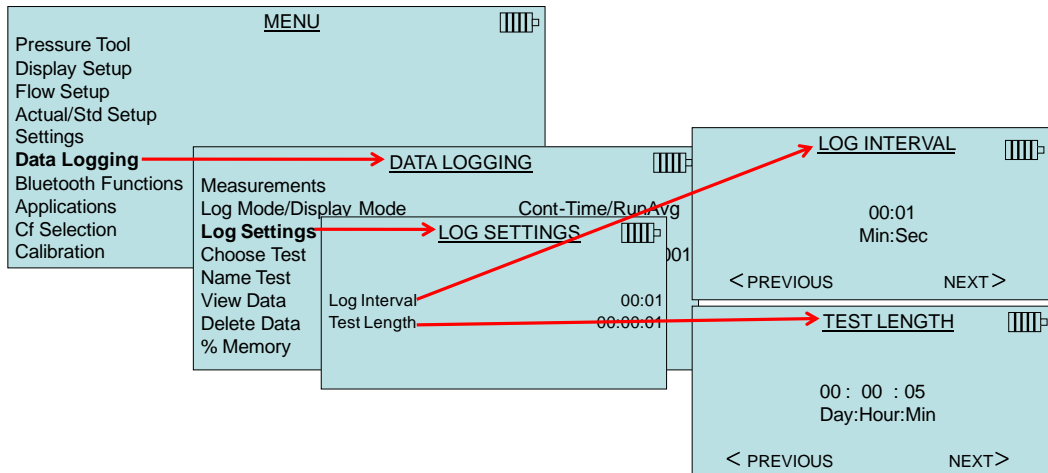 MENU
Pressure Tool
Display Setup
Flow Setup
Actual/Std Setup
Settings
Data Logging
Bluetooth Functions
Applications
Cf Selection
Calibration
DATA LOGGING
Measurements
Log Mode/Display Mode Cont-Time/RunAvg
Log Settings
Choose Test 001
Name Test
View Data
Delete Data
% Memory
LOG SETTINGS
Log Interval 00:01
Test Length 00:00:01
LOG INTERVAL
00:01
Min:Sec
< PREVIOUS NEXT >
TEST LENGTH
00 : 00 : 05
Day:Hour:Min
< PREVIOUS NEXT >